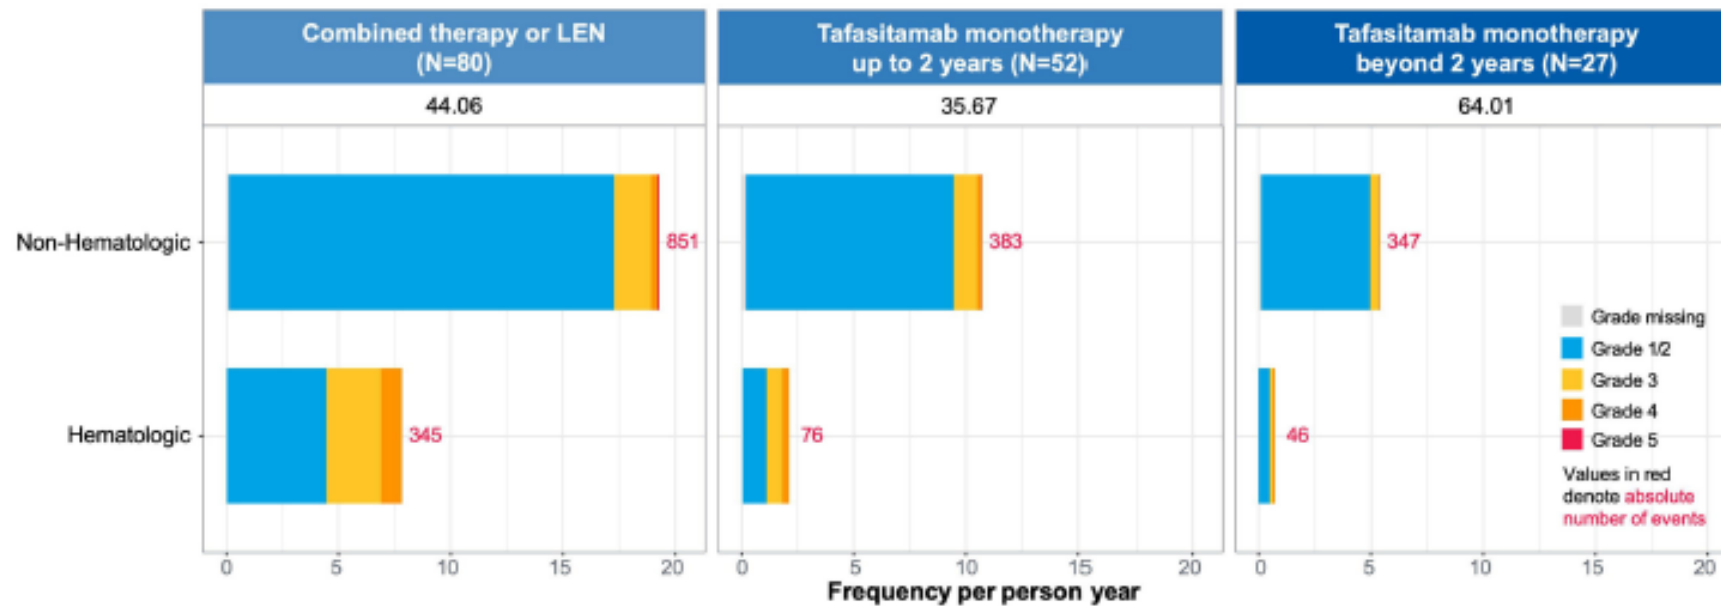 Combined therapy or LEN
(N=80)
Tafasitamab monotherapy
up to 2 years (N=52)
Tafasitamab monotherapy
beyond 2 years (N=27)
44.06
35.67
64.01
Non-Hematologic
851
383
347
Hematologic
345
76
46
Grade missing
Grade 1/2
Grade 3
Grade 4
Grade 5
Values in red
denote absolute
number of events
0 5 10 15 20
0 5 10 15 20
0 5 10 15 20
Frequency per person year